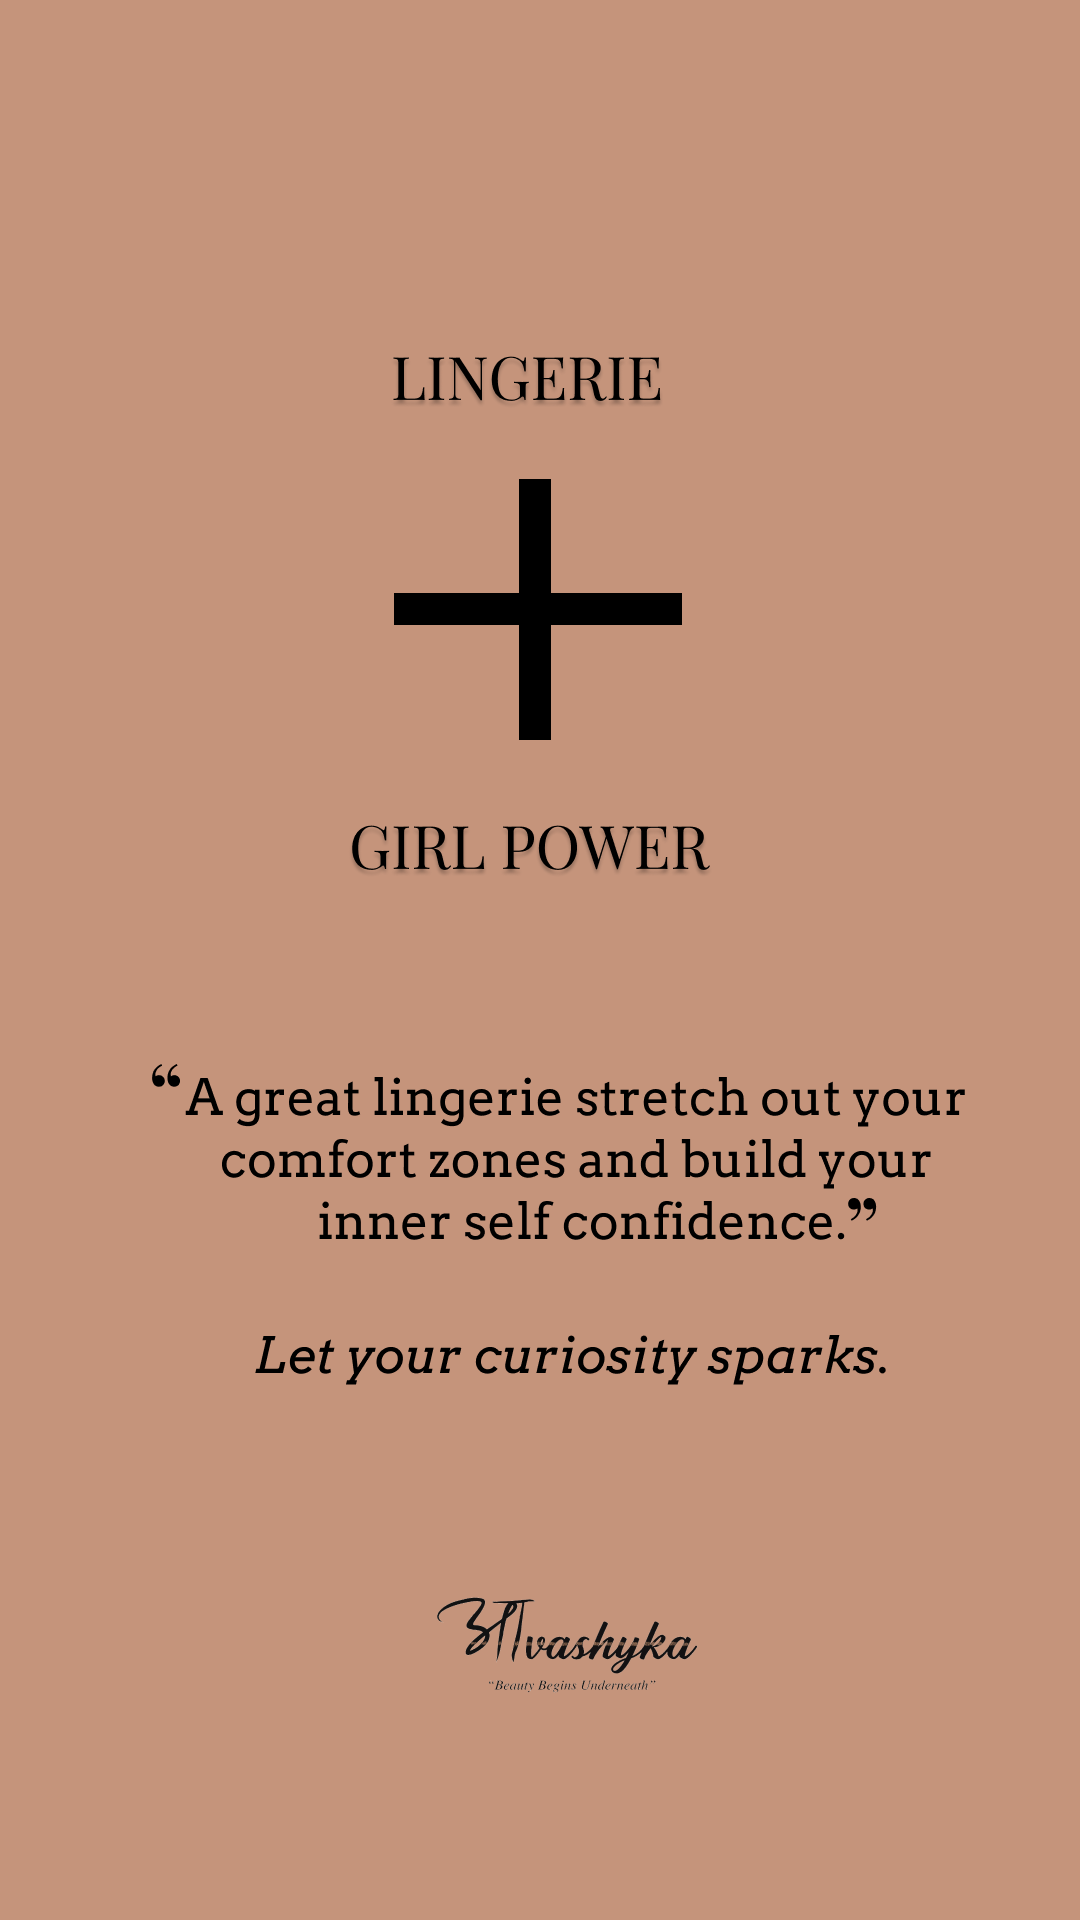 LINGERIE
+
GIRL POWER
“A great lingerie stretch out your
comfort zones and build your
inner self confidence.”
Let your curiosity sparks.
आvashyka
“Beauty Begins Underneath”